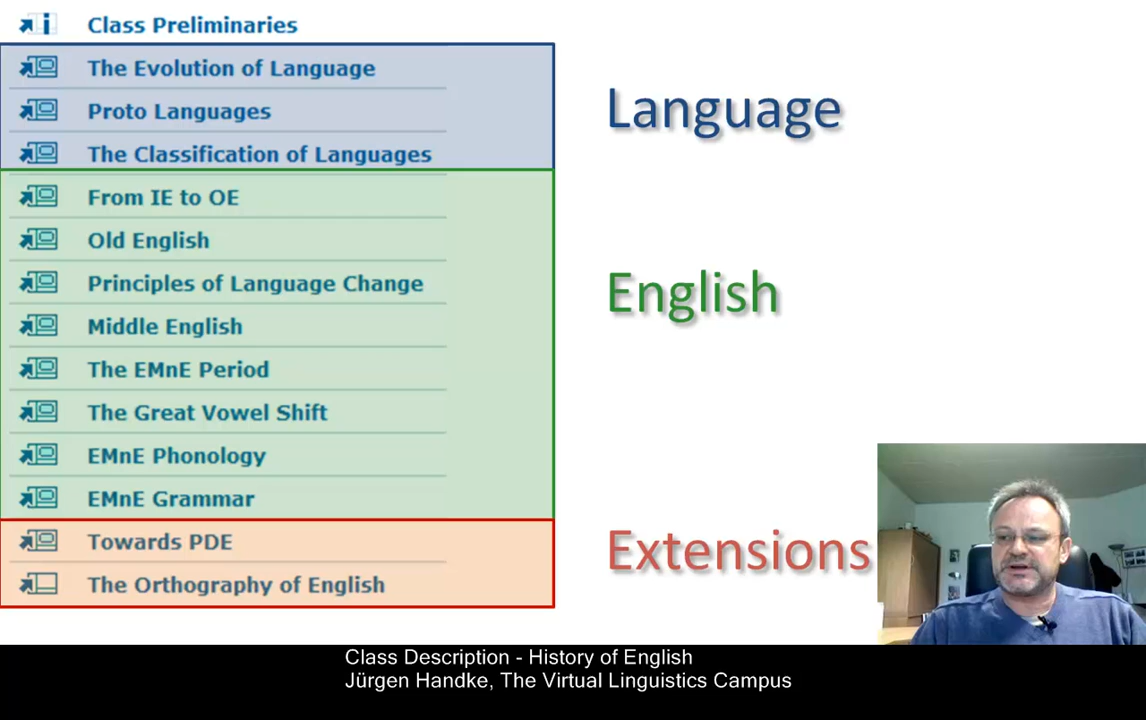 Class Preliminaries
The Evolution of Language
Proto Languages
The Classification of Languages
Language
From IE to OE
Old English
Principles of Language Change
Middle English
The EMnE Period
The Great Vowel Shift
EMnE Phonology
EMnE Grammar
English
Towards PDE
The Orthography of English
Extensions
Class Description - History of English
Jürgen Handke, The Virtual Linguistics Campus